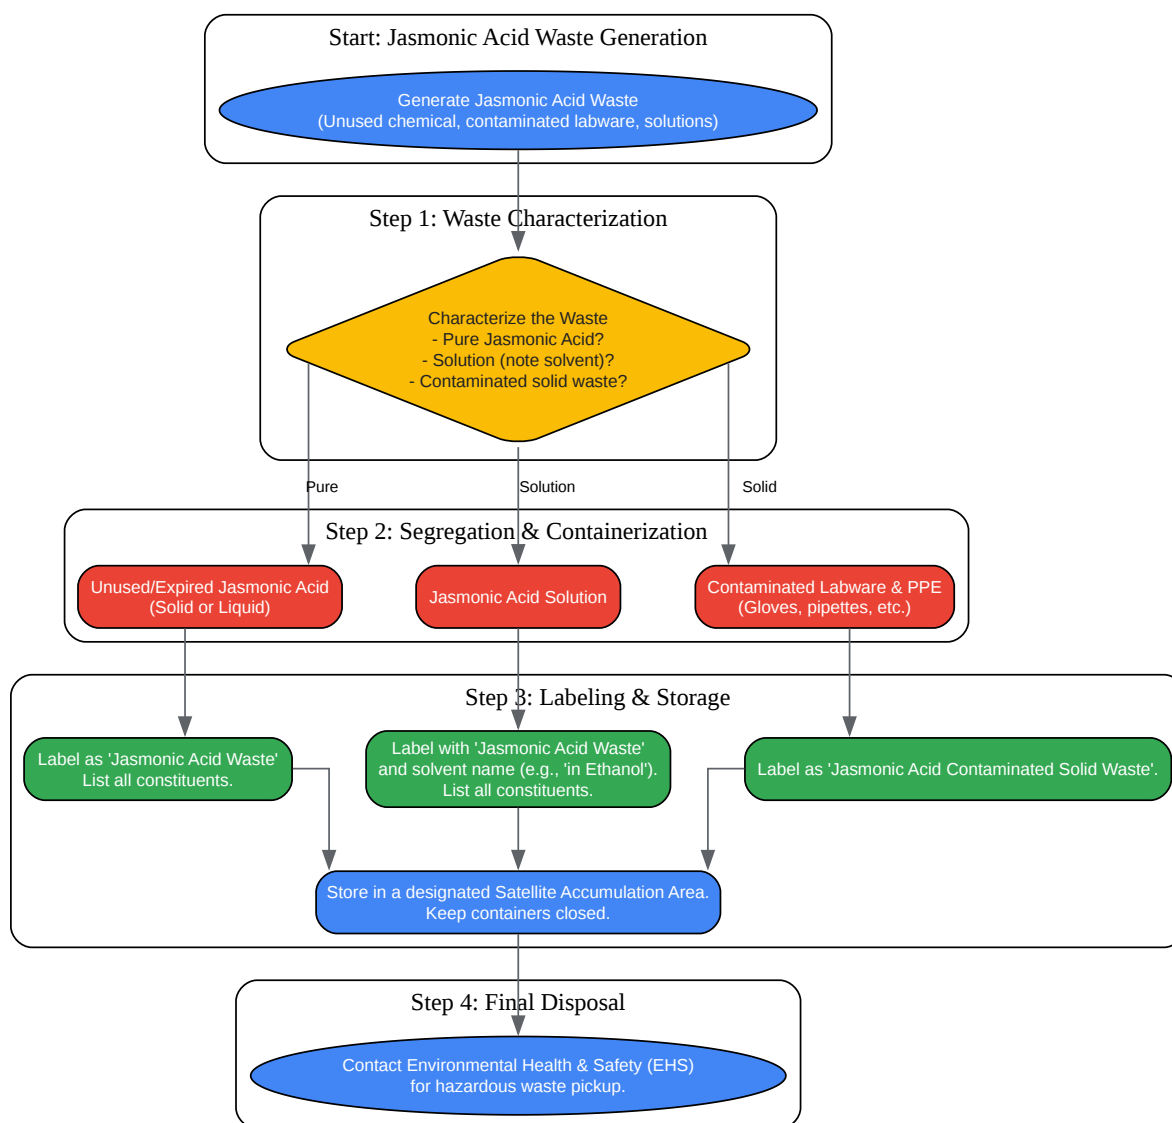 Start: Jasmonic Acid Waste Generation
Generate Jasmonic Acid Waste
(Unused chemical, contaminated labware, solutions)
Step 1: Waste Characterization
Characterize the Waste
- Pure Jasmonic Acid?
- Solution (note solvent)?
- Contaminated solid waste?
Pure
Solution
Solid
Step 2: Segregation & Containerization
Unused/Expired Jasmonic Acid
(Solid or Liquid)
Jasmonic Acid Solution
Contaminated Labware & PPE
(Gloves, pipettes, etc.)
Step 3: Labeling & Storage
Label as 'Jasmonic Acid Waste'
List all constituents.
Label with 'Jasmonic Acid Waste'
and solvent name (e.g., 'in Ethanol').
List all constituents.
Label as 'Jasmonic Acid Contaminated Solid Waste'.
Store in a designated Satellite Accumulation Area.
Keep containers closed.
Step 4: Final Disposal
Contact Environmental Health & Safety (EHS)
for hazardous waste pickup.